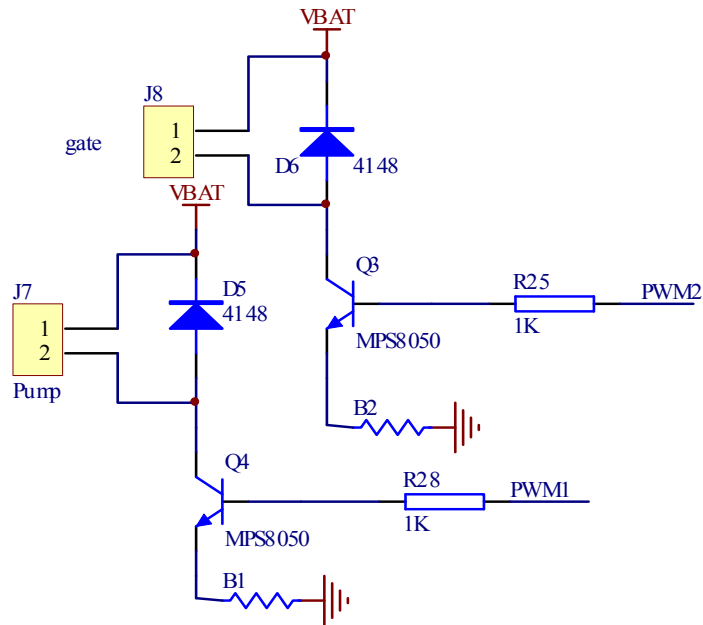 VBAT
J8
1
2
gate
D6
4148
VBAT
Q3
MPS8050
R25
1K
PWM2
J7
1
2
Pump
D5
4148
B2
Q4
MPS8050
R28
1K
PWM1
B1